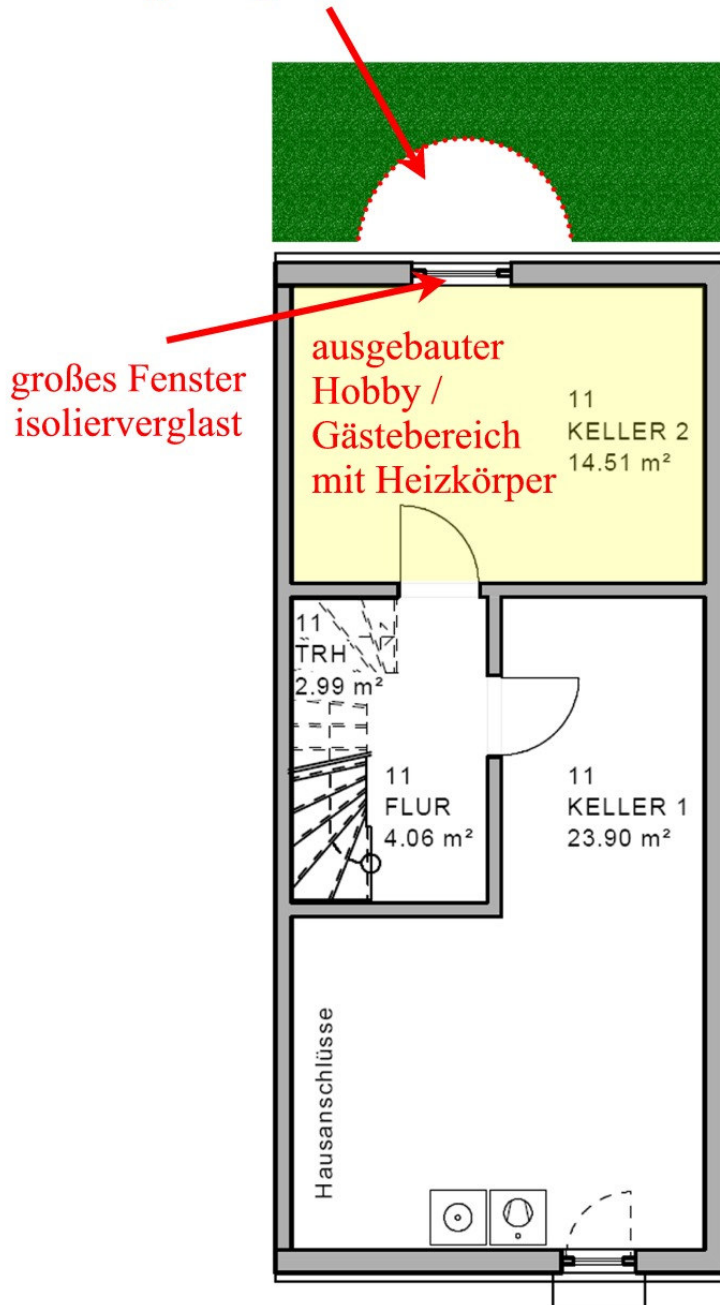 großes Fenster
isolierverglast
ausgebauter
Hobby /
Gästebereich
mit Heizkörper
11
KELLER 2
14.51 m²
11
TRH
2.99 m²
11
FLUR
4.06 m²
11
KELLER 1
23.90 m²
Hausanschlüsse